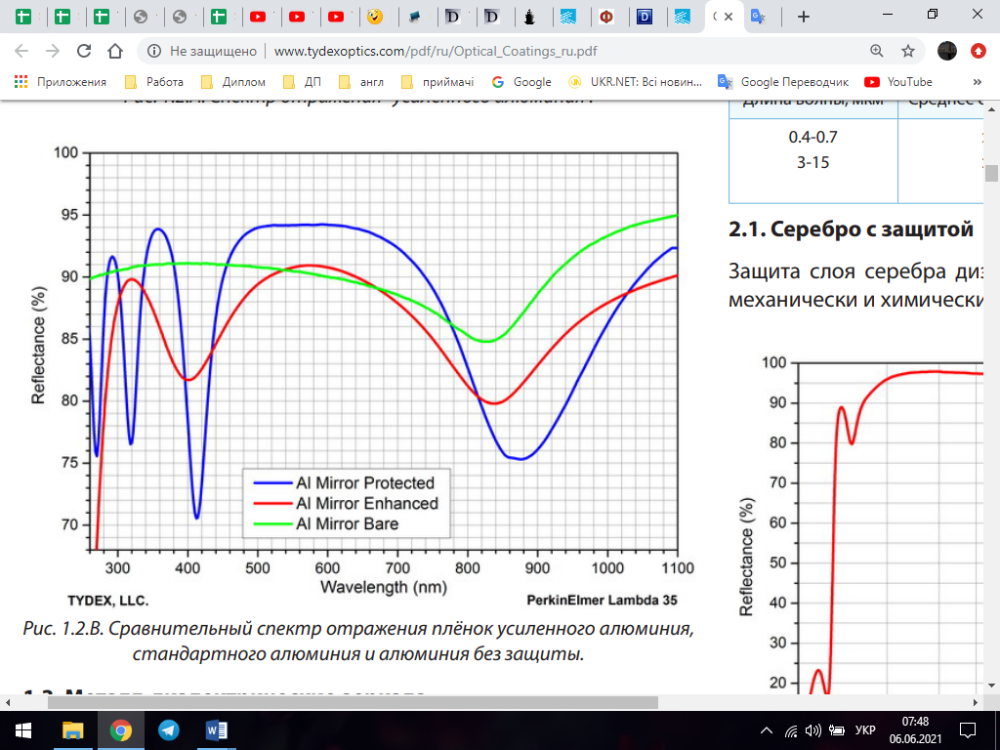 Не защищено | www.tydexoptics.com/pdf/ru/Optical_Coatings_ru.pdf
Приложения Работа Диплом ДП англ приймачі Google UKR.NET: Всі новин... Google Переводчик YouTube »
Длина волны, мкм Среднее
0.4-0.7
3-15
2.1. Серебро с защитой
Защита слоя серебра
механически и химически
100
95
90
85
80
75
70
Reflectance (%)
Al Mirror Protected
Al Mirror Enhanced
Al Mirror Bare
300 400 500 600 700 800 900 1000 1100
Wavelength (nm)
TYDEX, LLC. PerkinElmer Lambda 35
Рис. 1.2.В. Сравнительный спектр отражения плёнок усиленного алюминия,
стандартного алюминия и алюминия без защиты.
100
90
80
70
60
50
40
30
20
Reflectance (%)
УКР
07:48
06.06.2021